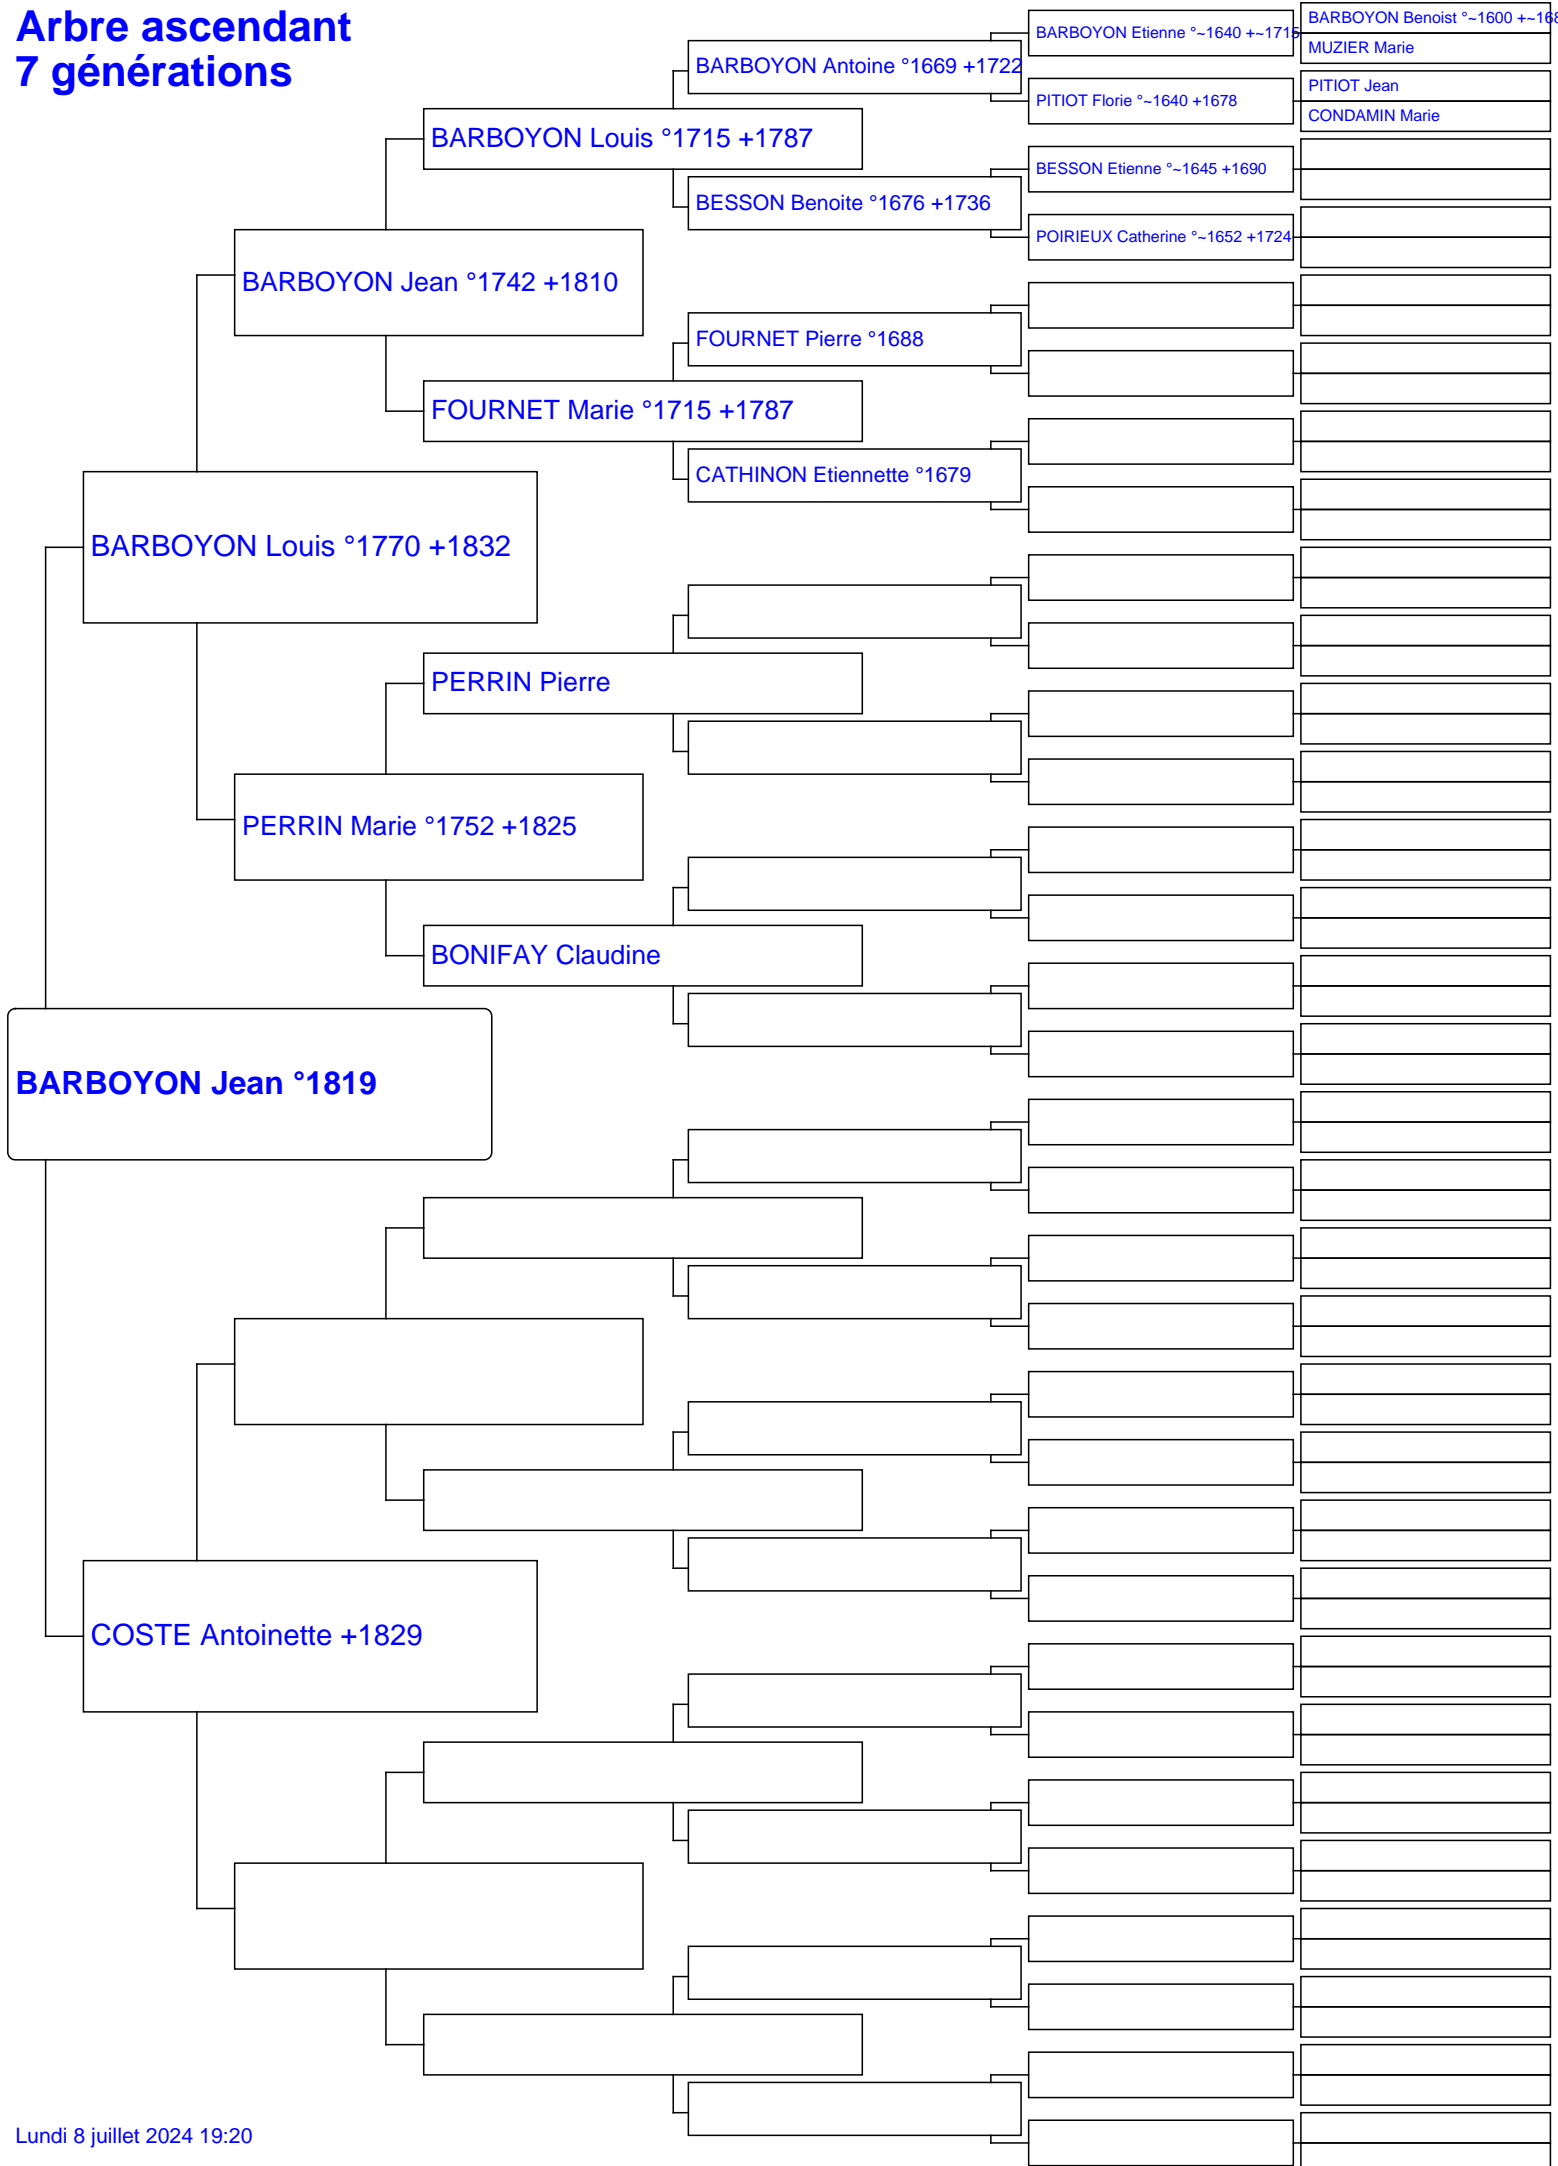 Arbre ascendant
7 générations
BARBOYON Benoist °~1600 +~168
BARBOYON Etienne °~1640 +~1715
MUZIER Marie
BARBOYON Antoine °1669 +1722
PITIOT Jean
PITIOT Florie °~1640 +1678
CONDAMIN Marie
BARBOYON Louis °1715 +1787
BESSON Etienne °~1645 +1690
BESSON Benoite °1676 +1736
POIRIEUX Catherine °~1652 +1724
BARBOYON Jean °1742 +1810
FOURNET Pierre °1688
FOURNET Marie °1715 +1787
CATHINON Etiennette °1679
BARBOYON Louis °1770 +1832
PERRIN Pierre
PERRIN Marie °1752 +1825
BONIFAY Claudine
BARBOYON Jean °1819
COSTE Antoinette +1829
Lundi 8 juillet 2024 19:20